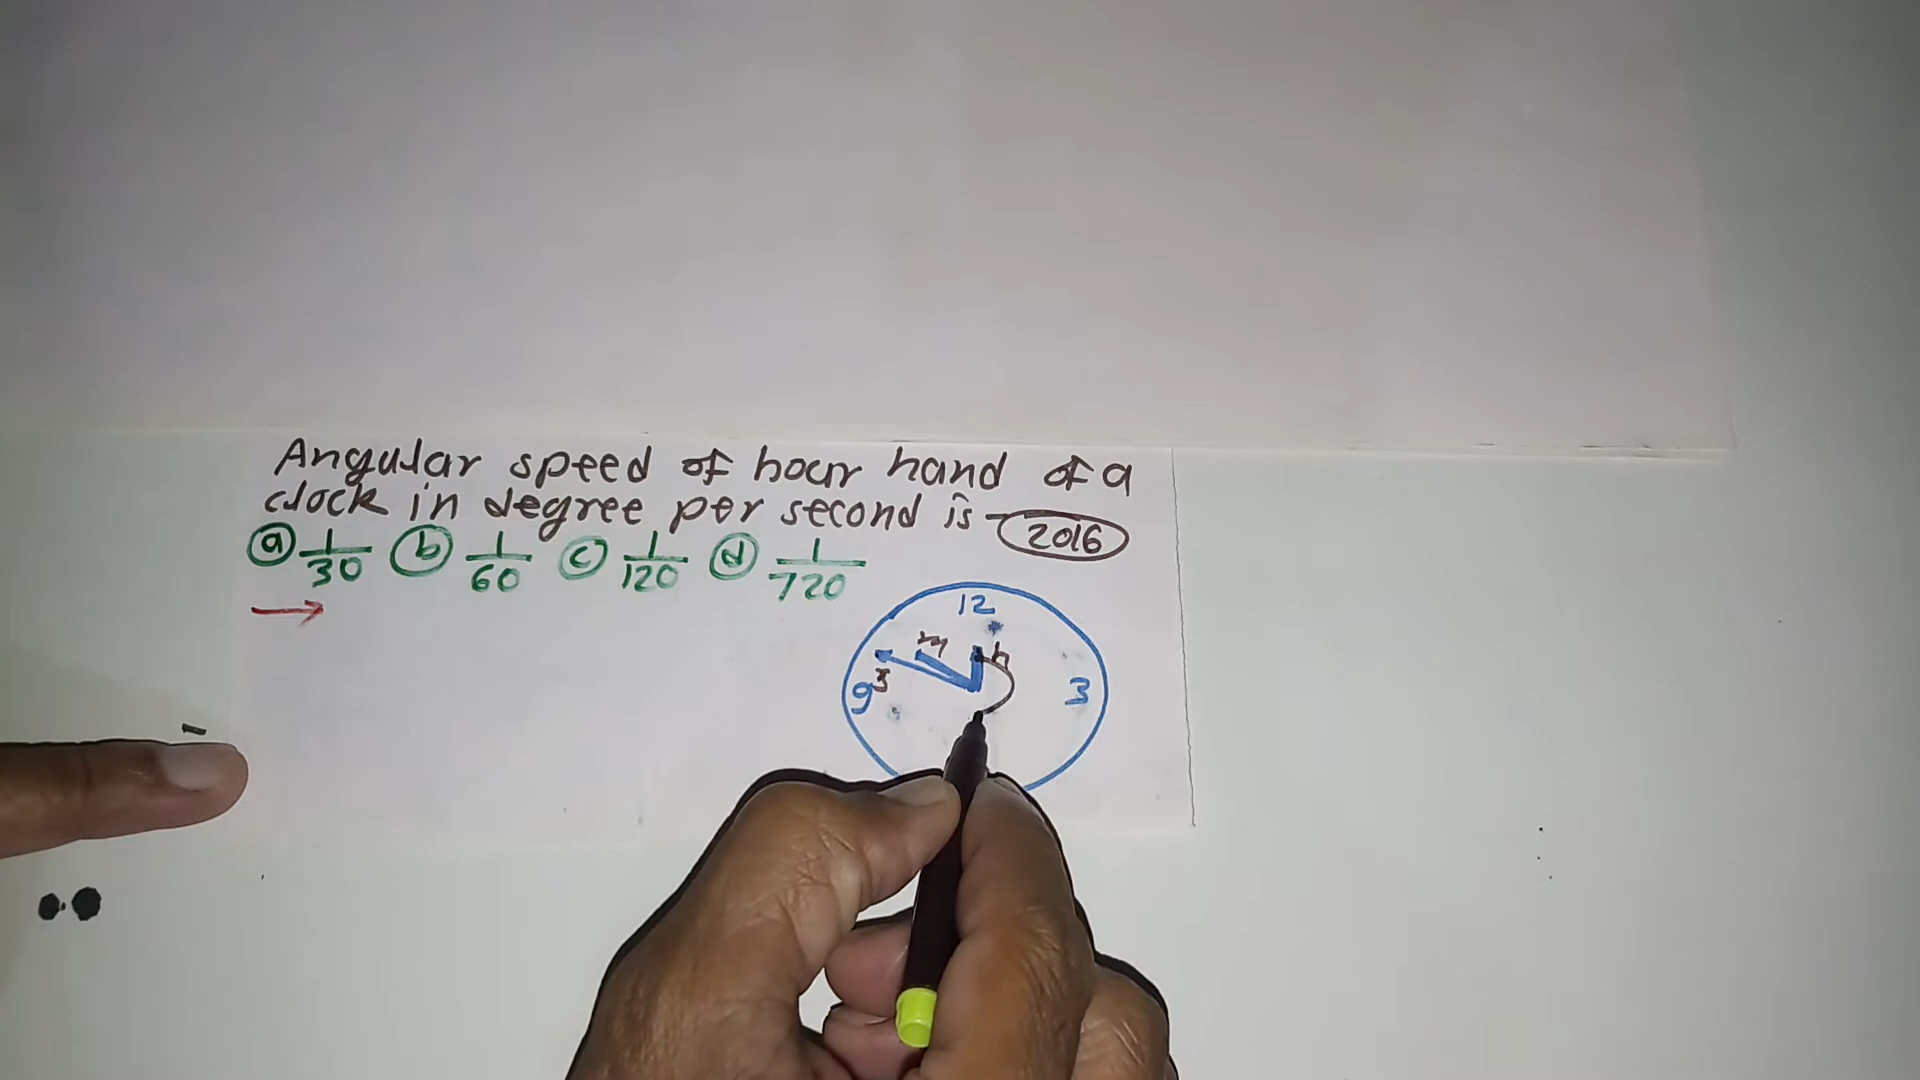 Angular speed of hour hand of a
clock in degree per second is - 2016
(a) 1/30 (b) 1/60 (c) 1/120 (d) 1/720
12
m h
s
9 3